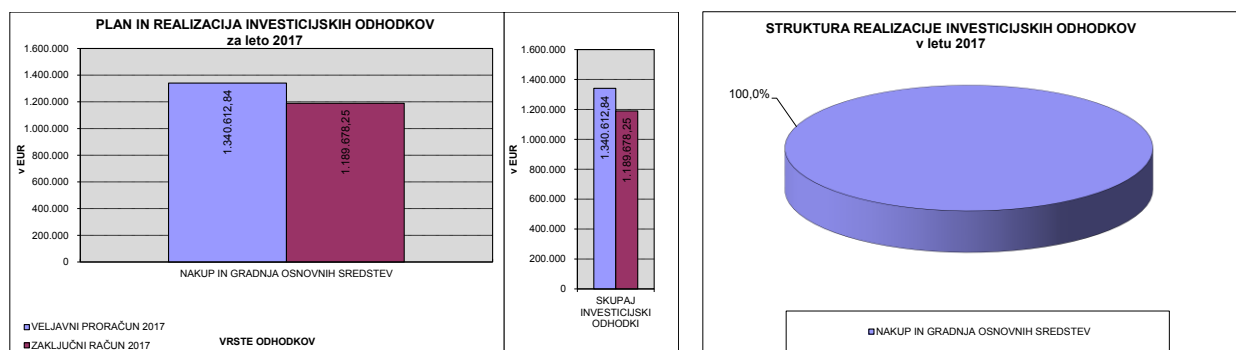 PLAN IN REALIZACIJA INVESTICIJSKIH ODHODKOV
za leto 2017
v EUR
1.600.000
1.400.000
1.200.000
1.000.000
800.000
600.000
400.000
200.000
0
1.340.612,84
1.189.678,25
NAKUP IN GRADNJA OSNOVNIH SREDSTEV
VELJAVNI PRORAČUN 2017
ZAKLJUČNI RAČUN 2017
VRSTE ODHODKOV
v EUR
1.600.000
1.400.000
1.200.000
1.000.000
800.000
600.000
400.000
200.000
0
1.340.612,84
1.189.678,25
SKUPAJ
INVESTICIJSKI
ODHODKI
STRUKTURA REALIZACIJE INVESTICIJSKIH ODHODKOV
v letu 2017
100,0%
NAKUP IN GRADNJA OSNOVNIH SREDSTEV